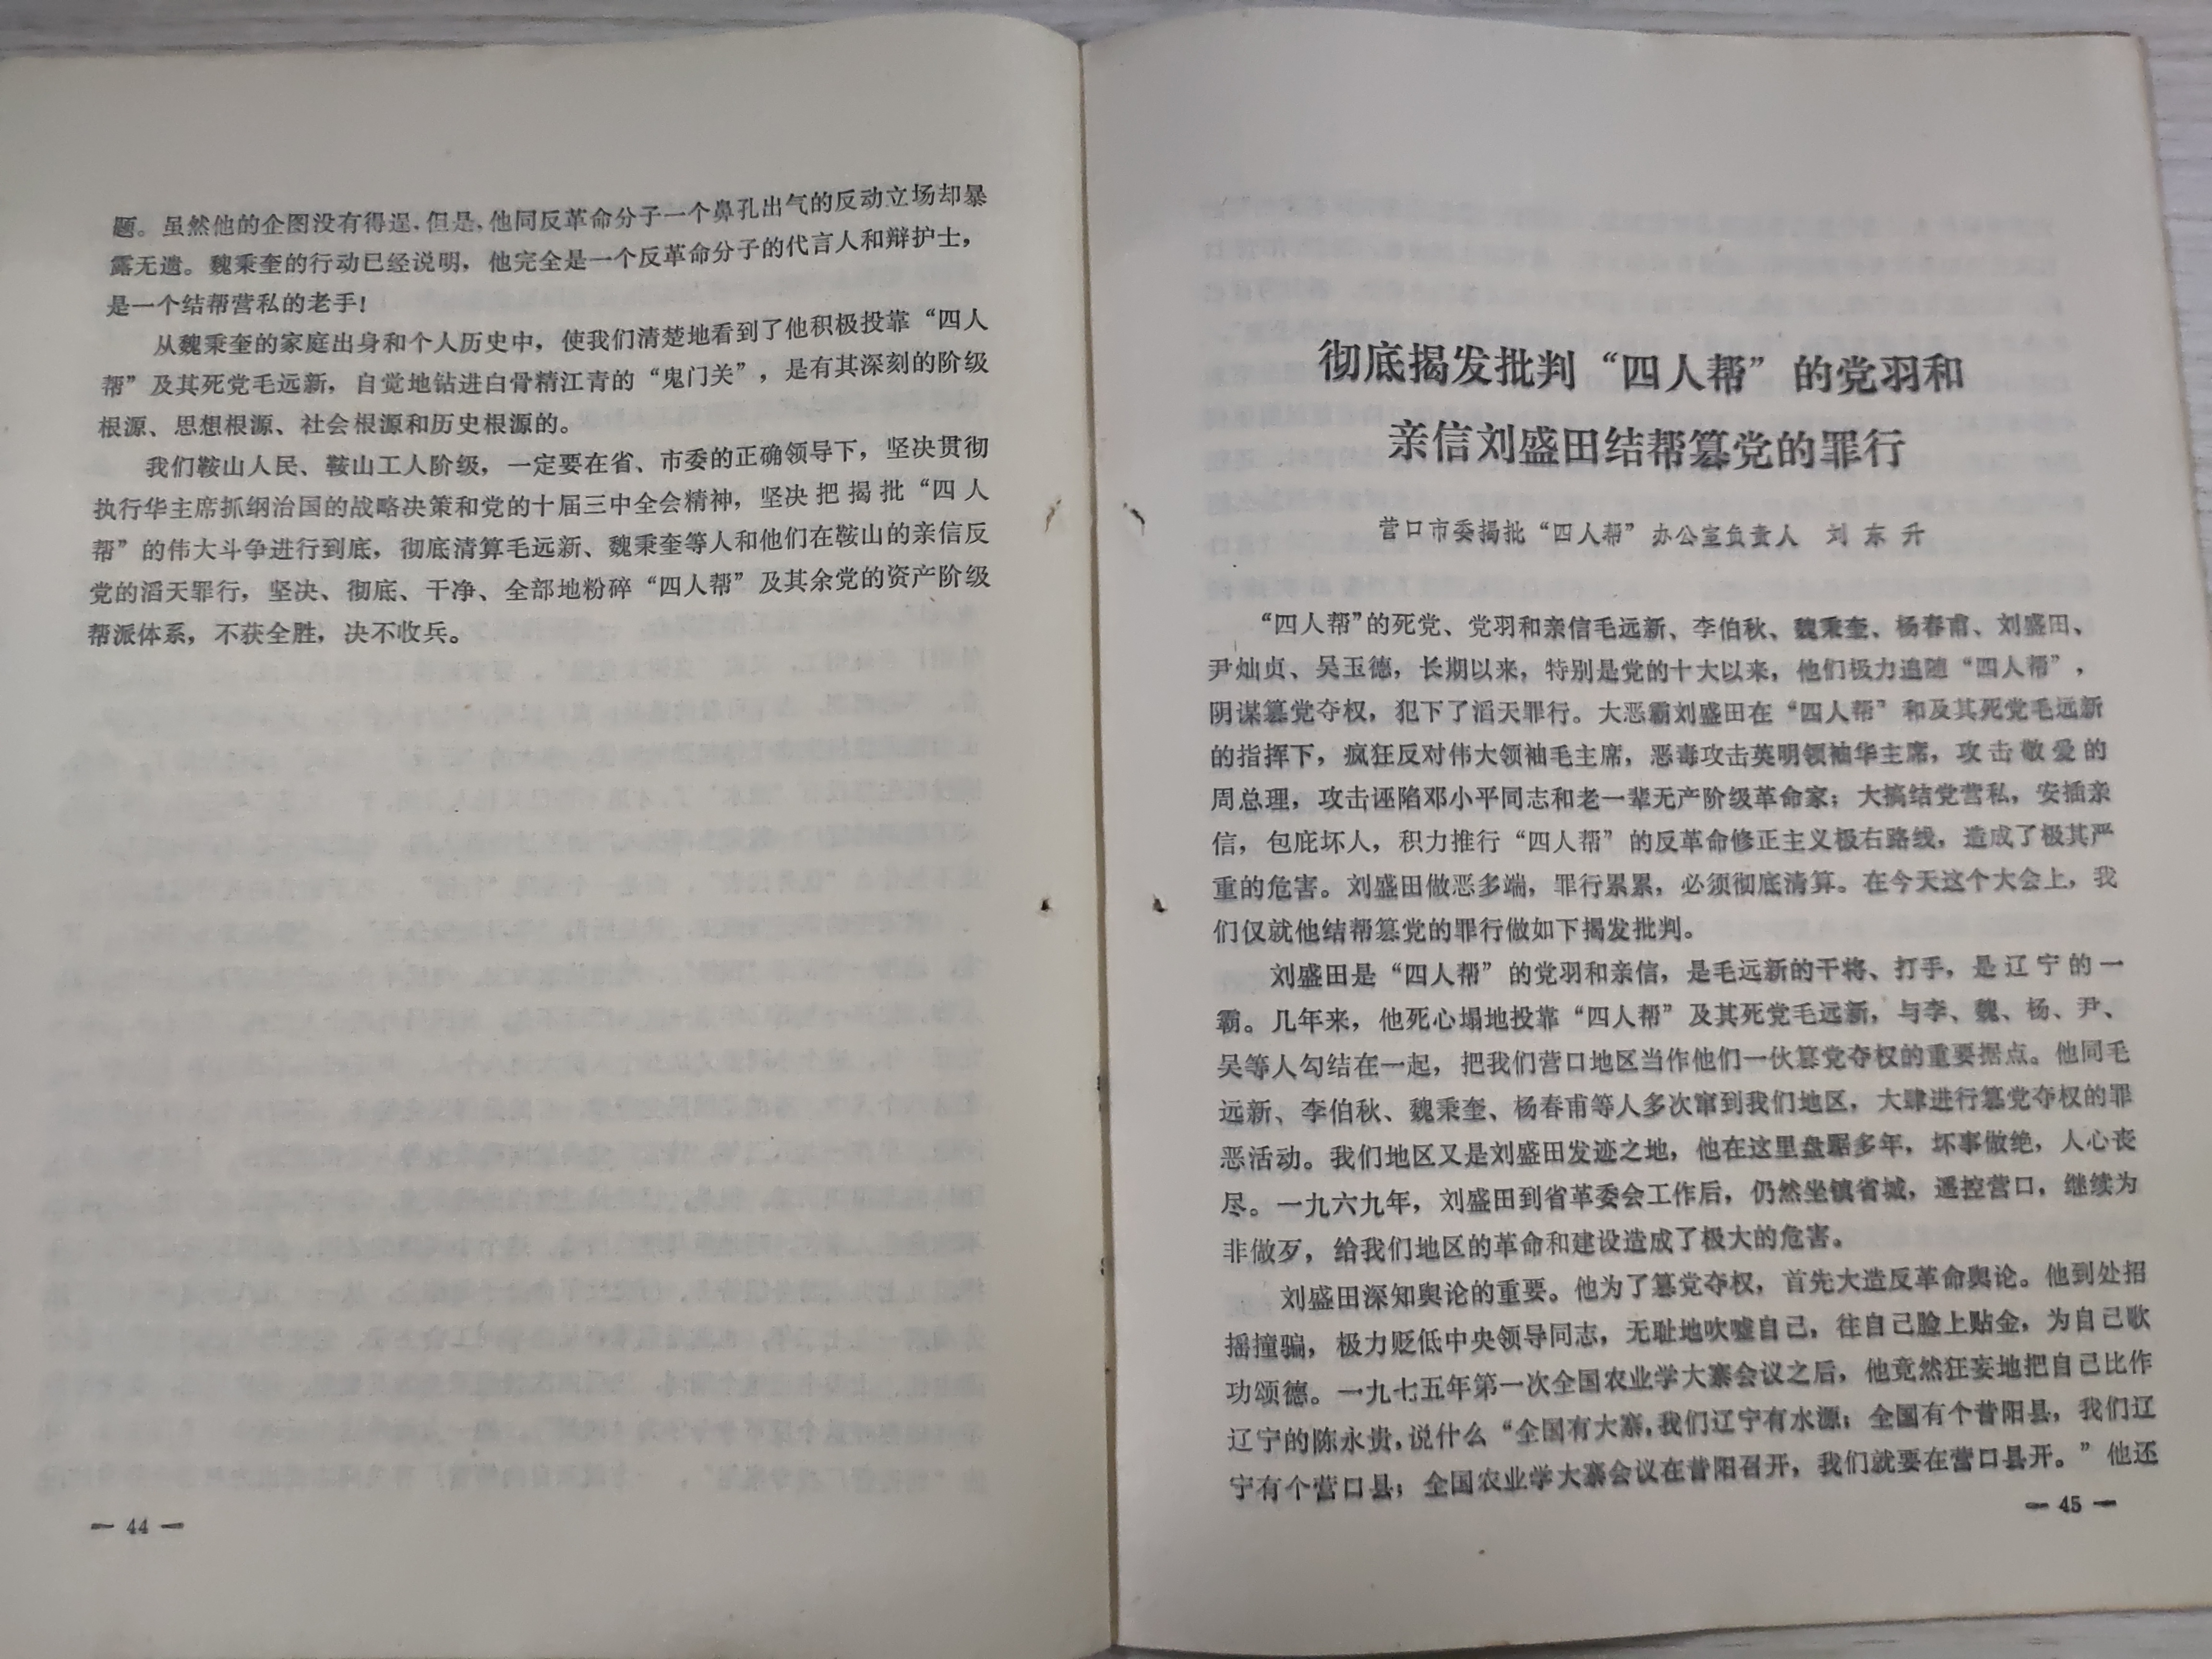 题。虽然他的企图没有得逞，但是，他同反革命分子一个鼻孔出气的反动立场却暴
露无遗。魏秉奎的行动已经说明，他完全是一个反革命分子的代言人和辩护士，
是一个结帮营私的老手！
从魏秉奎的家庭出身和个人历史中，使我们清楚地看到了他积极投靠“四人
帮”及其死党毛远新，自觉地钻进白骨精江青的“鬼门关”，是有其深刻的阶级
根源、思想根源、社会根源和历史根源的。
我们鞍山人民、鞍山工人阶级，一定要在省、市委的正确领导下，坚决贯彻
执行华主席抓纲治国的战略决策和党的十届三中全会精神，坚决把揭批“四人
帮”的伟大斗争进行到底，彻底清算毛远新、魏秉奎等人和他们在鞍山的亲信反
党的滔天罪行，坚决、彻底、干净、全部地粉碎“四人帮”及其余党的资产阶级
帮派体系，不获全胜，决不收兵。
— 44 —
彻底揭发批判“四人帮”的党羽和
亲信刘盛田结帮篡党的罪行
营口市委揭批“四人帮”办公室负责人 刘东升
“四人帮”的死党、党羽和亲信毛远新、李伯秋、魏秉奎、杨春甫、刘盛田、
尹灿贞、吴玉德，长期以来，特别是党的十大以来，他们极力追随“四人帮”，
阴谋篡党夺权，犯下了滔天罪行。大恶霸刘盛田在“四人帮”和及其死党毛远新
的指挥下，疯狂反对伟大领袖毛主席，恶毒攻击英明领袖华主席，攻击敬爱的
周总理，攻击诬陷邓小平同志和老一辈无产阶级革命家；大搞结党营私，安插亲
信，包庇坏人，积力推行“四人帮”的反革命修正主义极右路线，造成了极其严
重的危害。刘盛田做恶多端，罪行累累，必须彻底清算。在今天这个大会上，我
们仅就他结帮篡党的罪行做如下揭发批判。
刘盛田是“四人帮”的党羽和亲信，是毛远新的干将、打手，是辽宁的一
霸。几年来，他死心塌地投靠“四人帮”及其死党毛远新，与李、魏、杨、尹、
吴等人勾结在一起，把我们营口地区当作他们一伙篡党夺权的重要据点。他同毛
远新、李伯秋、魏秉奎、杨春甫等人多次窜到我们地区，大肆进行篡党夺权的罪
恶活动。我们地区又是刘盛田发迹之地，他在这里盘踞多年，坏事做绝，人心丧
尽。一九六九年，刘盛田到省革委会工作后，仍然坐镇省城，遥控营口，继续为
非做歹，给我们地区的革命和建设造成了极大的危害。
刘盛田深知舆论的重要。他为了篡党夺权，首先大造反革命舆论。他到处招
摇撞骗，极力贬低中央领导同志，无耻地吹嘘自己，往自己脸上贴金，为自己歌
功颂德。一九七五年第一次全国农业学大寨会议之后，他竟然狂妄地把自己比作
辽宁的陈永贵，说什么“全国有大寨，我们辽宁有水源；全国有个昔阳县，我们辽
宁有个营口县；全国农业学大寨会议在昔阳召开，我们就要在营口县开。”他还
— 45 —